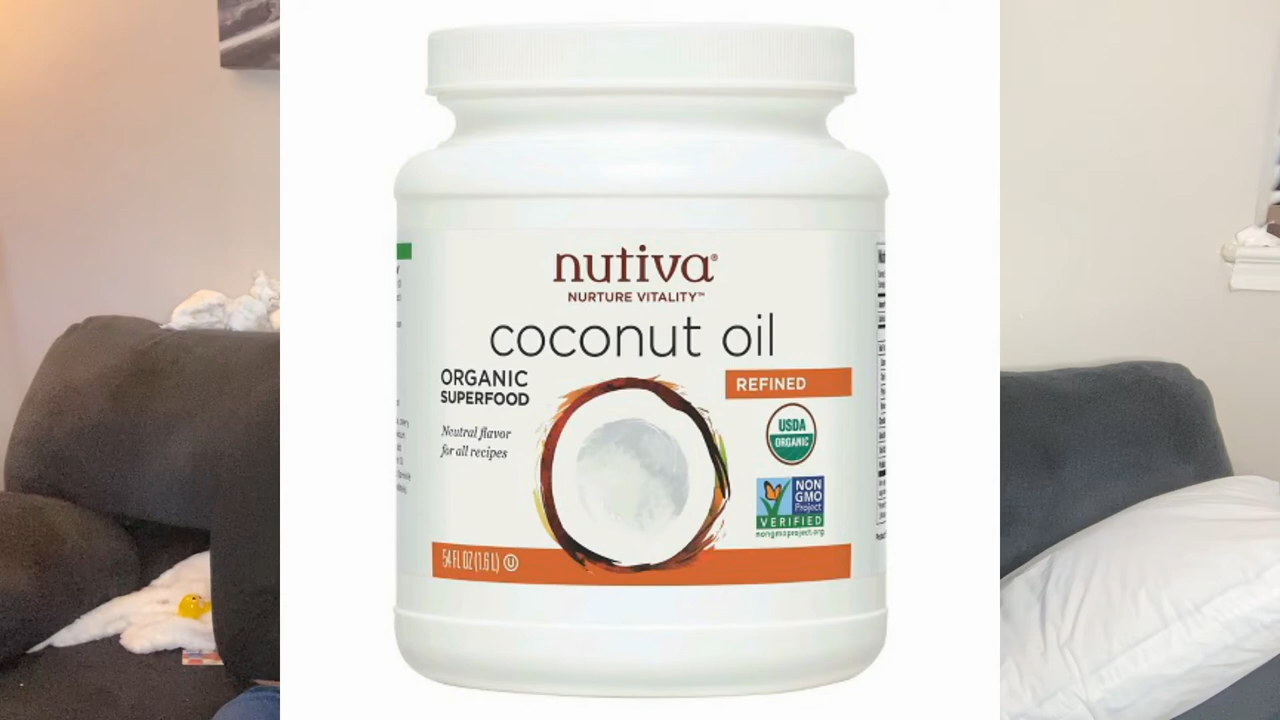 nutiva®
NURTURE VITALITY™
coconut oil
ORGANIC
SUPERFOOD
REFINED
Neutral flavor
for all recipes
USDA
ORGANIC
NON
GMO
Project
VERIFIED
nongmoproject.org
54 FL OZ (1.6 L) Ⓤ